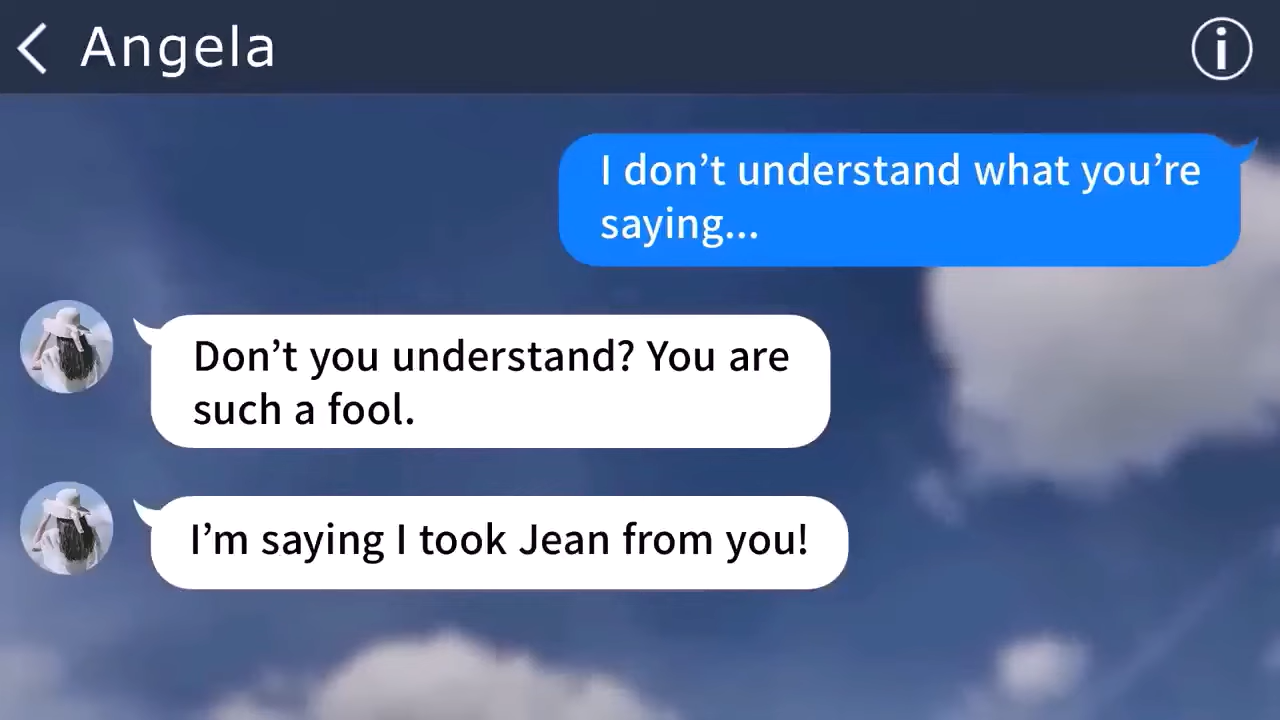 Angela
I don’t understand what you’re
saying...
Don’t you understand? You are
such a fool.
I’m saying I took Jean from you!